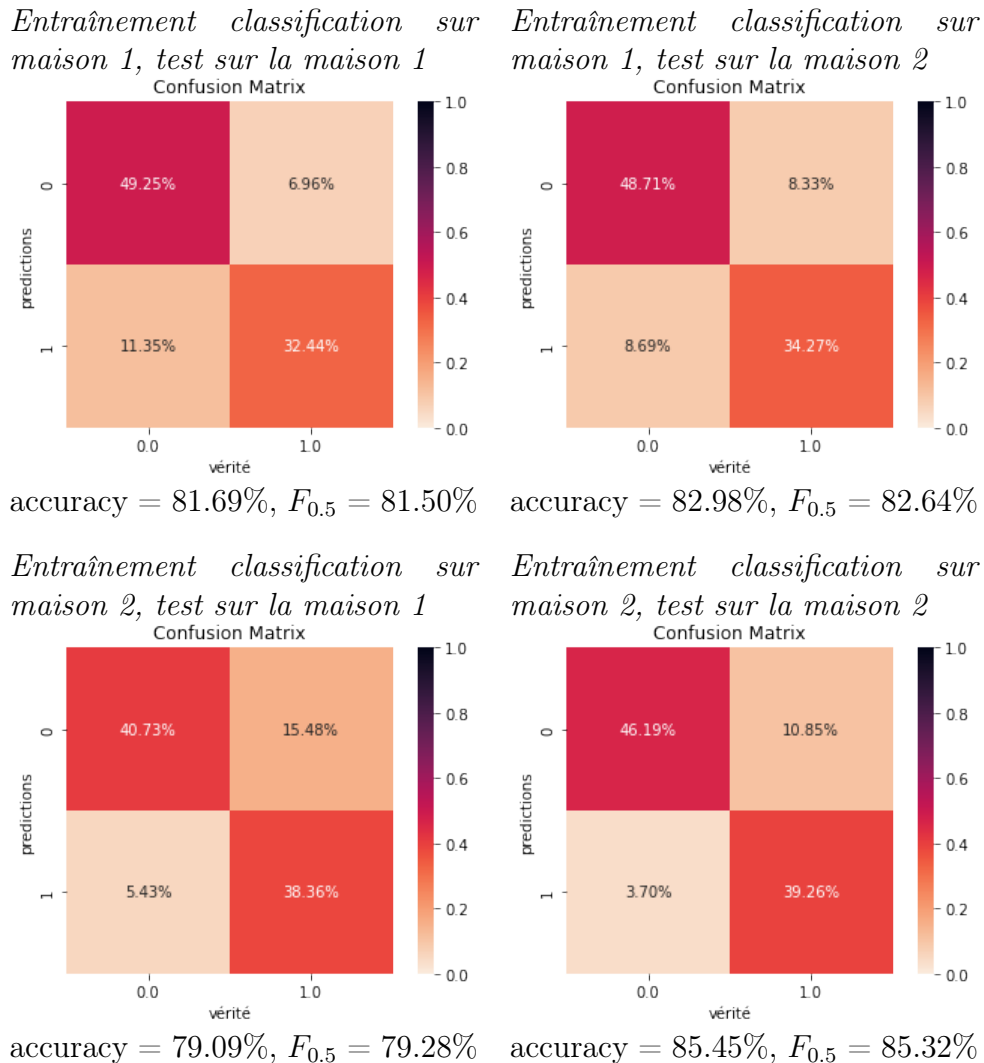 Entraînement classification sur
maison 1, test sur la maison 1
Confusion Matrix
49.25%
6.96%
11.35%
32.44%
0
1
predictions
0.0
1.0
vérité
1.0
0.8
0.6
0.4
0.2
0.0
accuracy = 81.69%, F0.5 = 81.50%
Entraînement classification sur
maison 1, test sur la maison 2
Confusion Matrix
48.71%
8.33%
8.69%
34.27%
0
1
predictions
0.0
1.0
vérité
1.0
0.8
0.6
0.4
0.2
0.0
accuracy = 82.98%, F0.5 = 82.64%
Entraînement classification sur
maison 2, test sur la maison 1
Confusion Matrix
40.73%
15.48%
5.43%
38.36%
0
1
predictions
0.0
1.0
vérité
1.0
0.8
0.6
0.4
0.2
0.0
accuracy = 79.09%, F0.5 = 79.28%
Entraînement classification sur
maison 2, test sur la maison 2
Confusion Matrix
46.19%
10.85%
3.70%
39.26%
0
1
predictions
0.0
1.0
vérité
1.0
0.8
0.6
0.4
0.2
0.0
accuracy = 85.45%, F0.5 = 85.32%